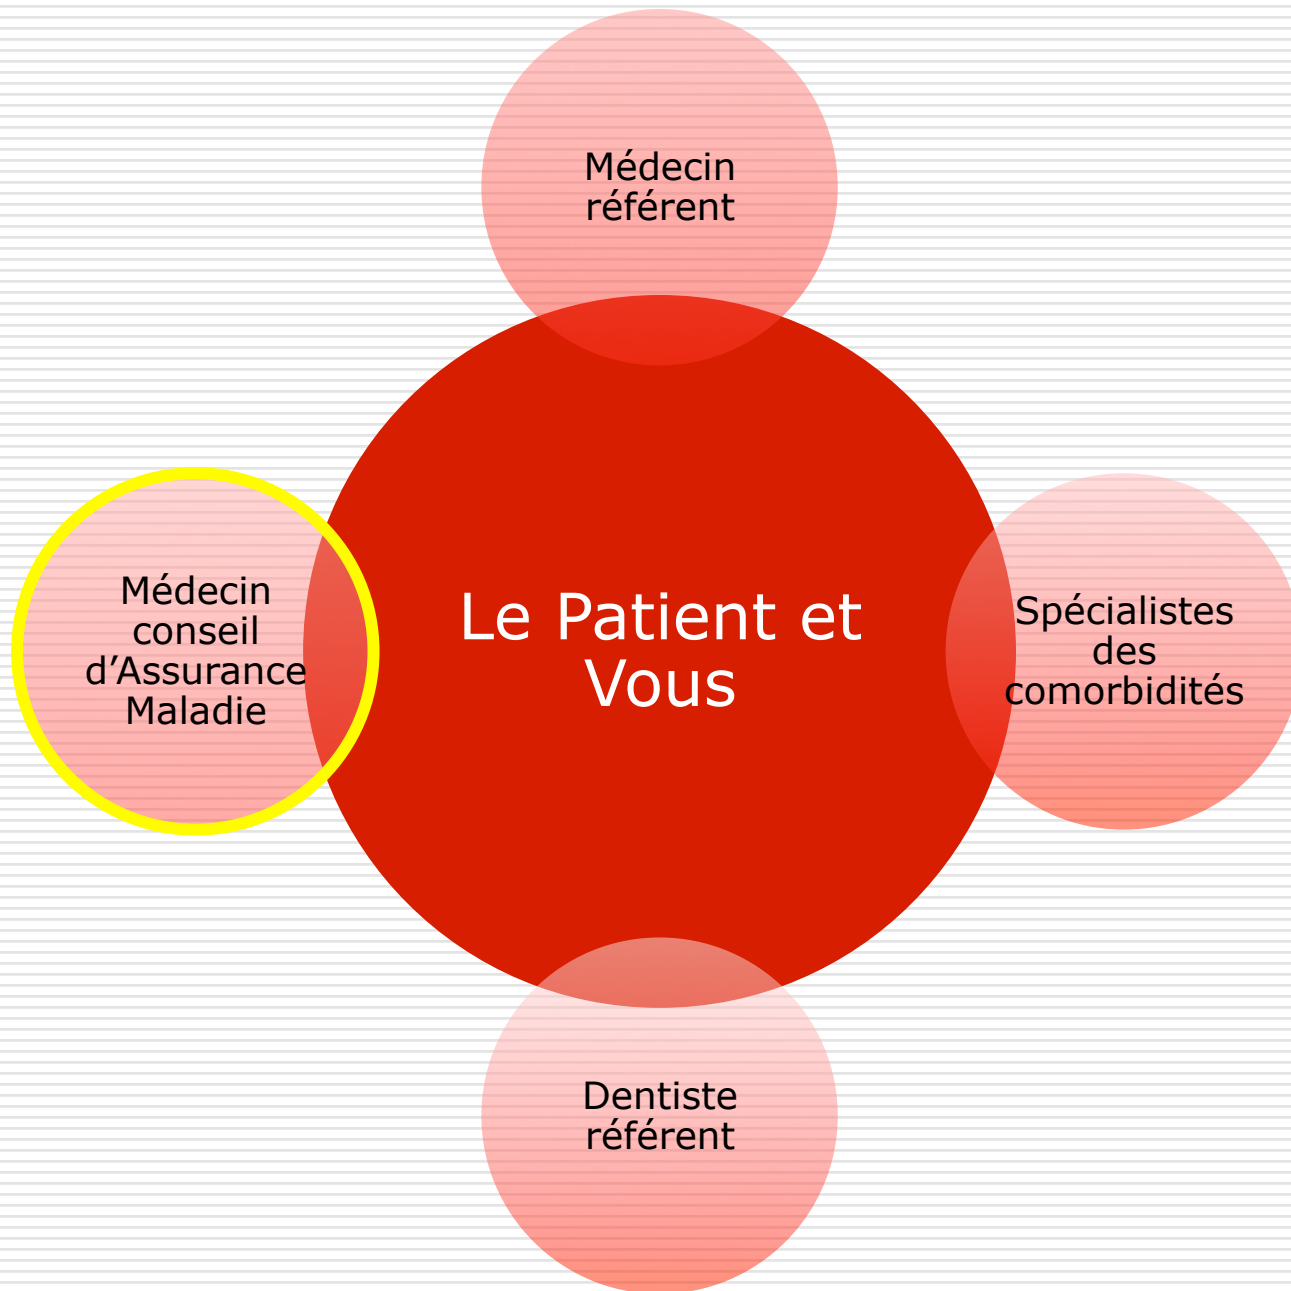 Médecin
référent
Médecin
conseil
d’Assurance
Maladie
Le Patient et
Vous
Spécialistes
des
comorbidités
Dentiste
référent